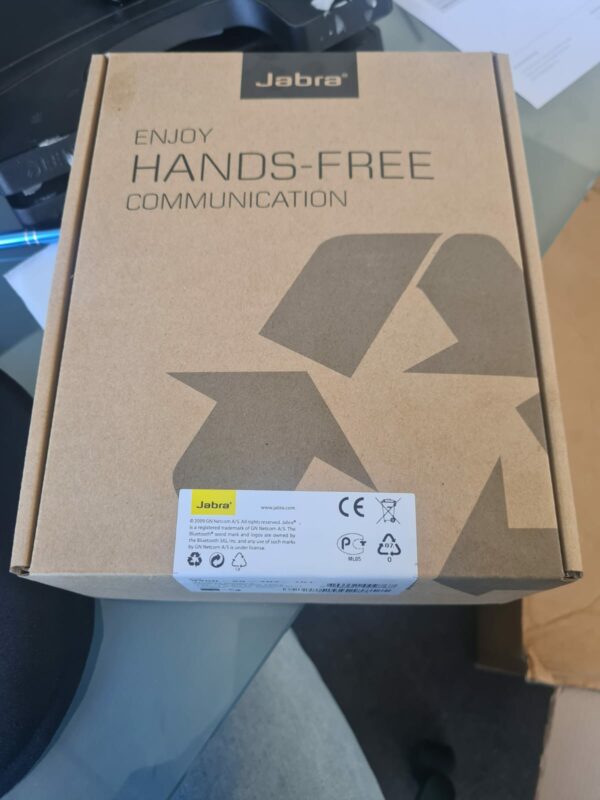 Jabra®
ENJOY
HANDS-FREE
COMMUNICATION
Jabra®
www.jabra.com
© 2009 GN Netcom A/S. All rights reserved. Jabra®
is a registered trademark of GN Netcom A/S. The
Bluetooth® word mark and logos are owned by
the Bluetooth SIG, Inc. and any use of such marks
by GN Netcom A/S is under license.
CE
ML05